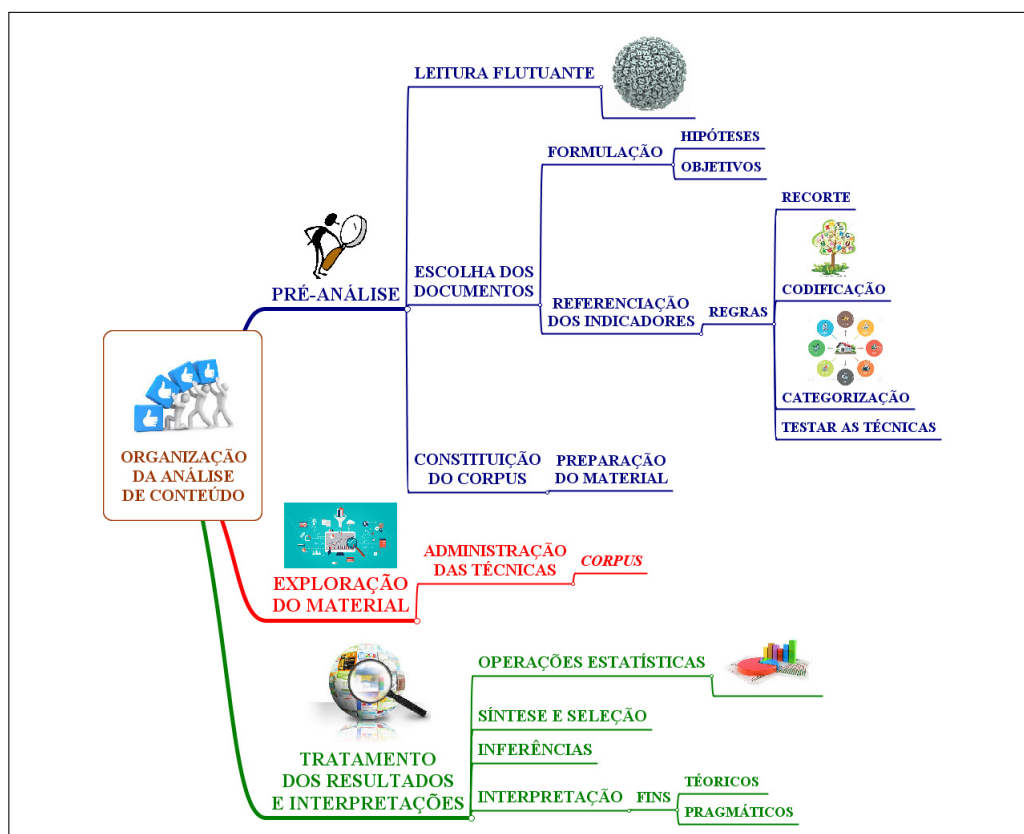 LEITURA FLUTUANTE
HIPÓTESES
FORMULAÇÃO
OBJETIVOS
RECORTE
PRÉ-ANÁLISE
ESCOLHA DOS
DOCUMENTOS
CODIFICAÇÃO
REFERENCIAÇÃO
DOS INDICADORES
REGRAS
CATEGORIZAÇÃO
TESTAR AS TÉCNICAS
CONSTITUIÇÃO
DO CORPUS
PREPARAÇÃO
DO MATERIAL
ORGANIZAÇÃO
DA ANÁLISE
DE CONTEÚDO
ADMINISTRAÇÃO
DAS TÉCNICAS
CORPUS
EXPLORAÇÃO
DO MATERIAL
OPERAÇÕES ESTATÍSTICAS
SÍNTESE E SELEÇÃO
INFERÊNCIAS
TRATAMENTO
DOS RESULTADOS
E INTERPRETAÇÕES
INTERPRETAÇÃO
FINS
TÉORICOS
PRAGMÁTICOS